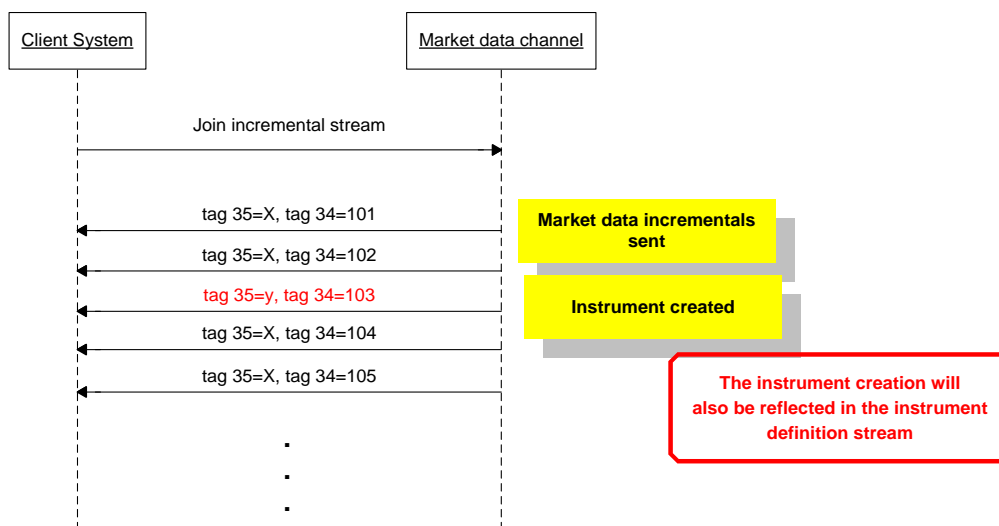 Client System
Market data channel
Join incremental stream
tag 35=X, tag 34=101
Market data incrementals
sent
tag 35=X, tag 34=102
tag 35=y, tag 34=103
Instrument created
tag 35=X, tag 34=104
tag 35=X, tag 34=105
The instrument creation will
also be reflected in the instrument
definition stream
.
.
.